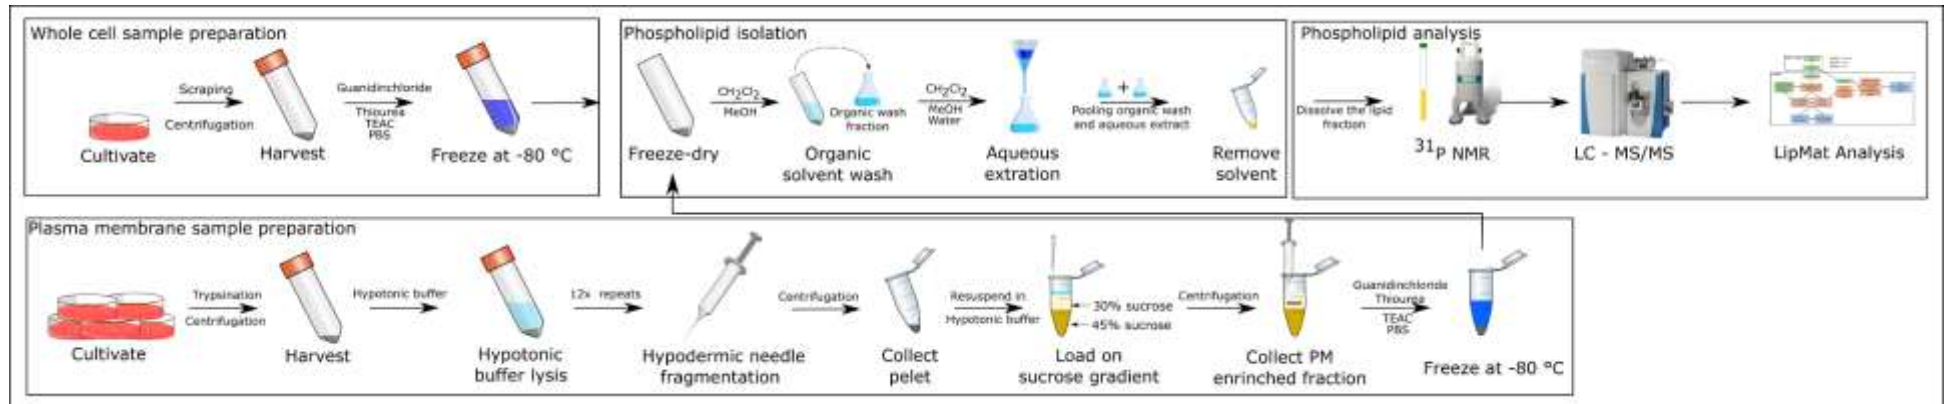 Whole cell sample preparation
Scraping
Centrifugation
Guanidinchloride
Thiourea
TEAC
PBS
Cultivate
Harvest
Freeze at -80 °C
Phospholipid isolation
CH2Cl2
MeOH
Organic wash
fraction
CH2Cl2
MeOH
Water
+
Pooling organic wash
and aqueous extract
Freeze-dry
Organic
solvent wash
Aqueous
extration
Remove
solvent
Phospholipid analysis
Dissolve the lipid
fraction
31P NMR
LC - MS/MS
LipMat Analysis
Plasma membrane sample preparation
Trypsination
Centrifugation
Hypotonic buffer
12x repeats
Centrifugation
Resuspend in
Hypotonic buffer
30% sucrose
45% sucrose
Centrifugation
Guanidinchloride
Thiourea
TEAC
PBS
Cultivate
Harvest
Hypotonic
buffer lysis
Hypodermic needle
fragmentation
Collect
pelet
Load on
sucrose gradient
Collect PM
enrinched fraction
Freeze at -80 °C